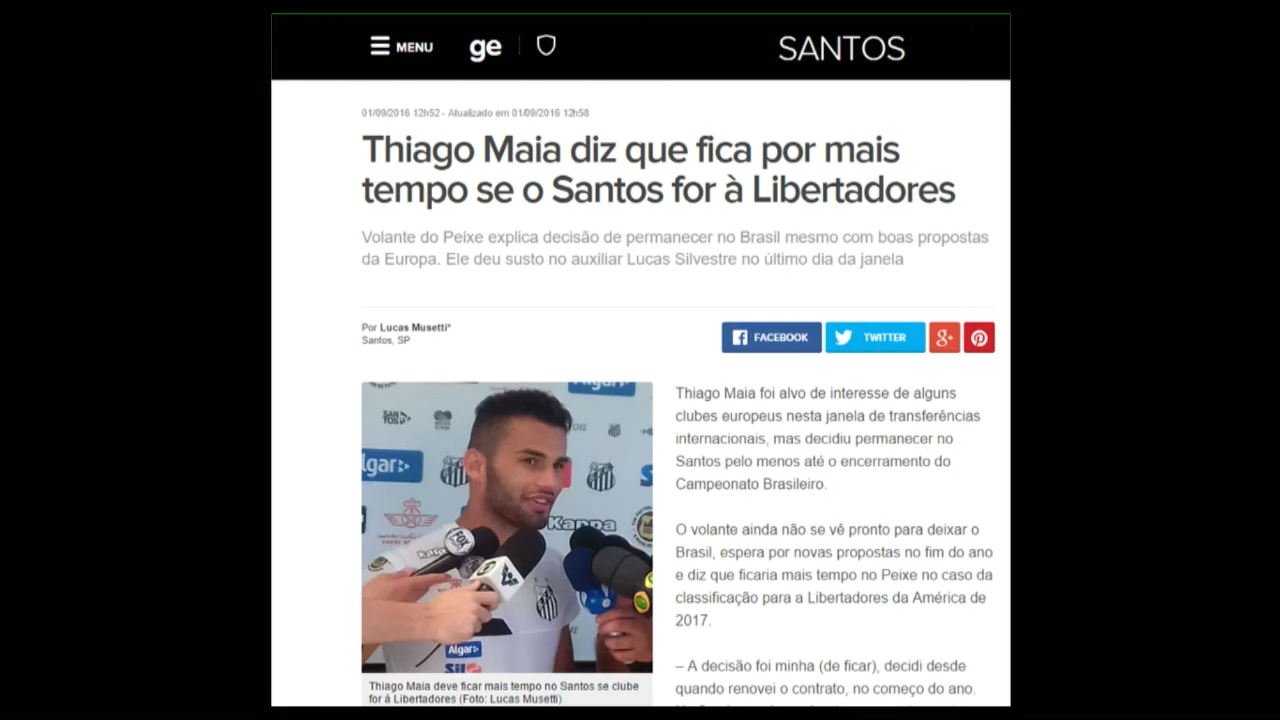 MENU
ge
SANTOS
01/09/2016 12h52 - Atualizado em 01/09/2016 12h58
Thiago Maia diz que fica por mais
tempo se o Santos for à Libertadores
Volante do Peixe explica decisão de permanecer no Brasil mesmo com boas propostas
da Europa. Ele deu susto no auxiliar Lucas Silvestre no último dia da janela
Por Lucas Musetti*
Santos, SP
FACEBOOK
TWITTER
g+
Thiago Maia foi alvo de interesse de alguns
clubes europeus nesta janela de transferências
internacionais, mas decidiu permanecer no
Santos pelo menos até o encerramento do
Campeonato Brasileiro.
O volante ainda não se vê pronto para deixar o
Brasil, espera por novas propostas no fim do ano
e diz que ficaria mais tempo no Peixe no caso da
classificação para a Libertadores da América de
2017.
– A decisão foi minha (de ficar), decidi desde
quando renovei o contrato, no começo do ano.
Algar
SANTOS
lgar
Kappa
FOX
Kappa
Algar
Sil
Thiago Maia deve ficar mais tempo no Santos se clube
for á Libertadores (Foto: Lucas Musetti)